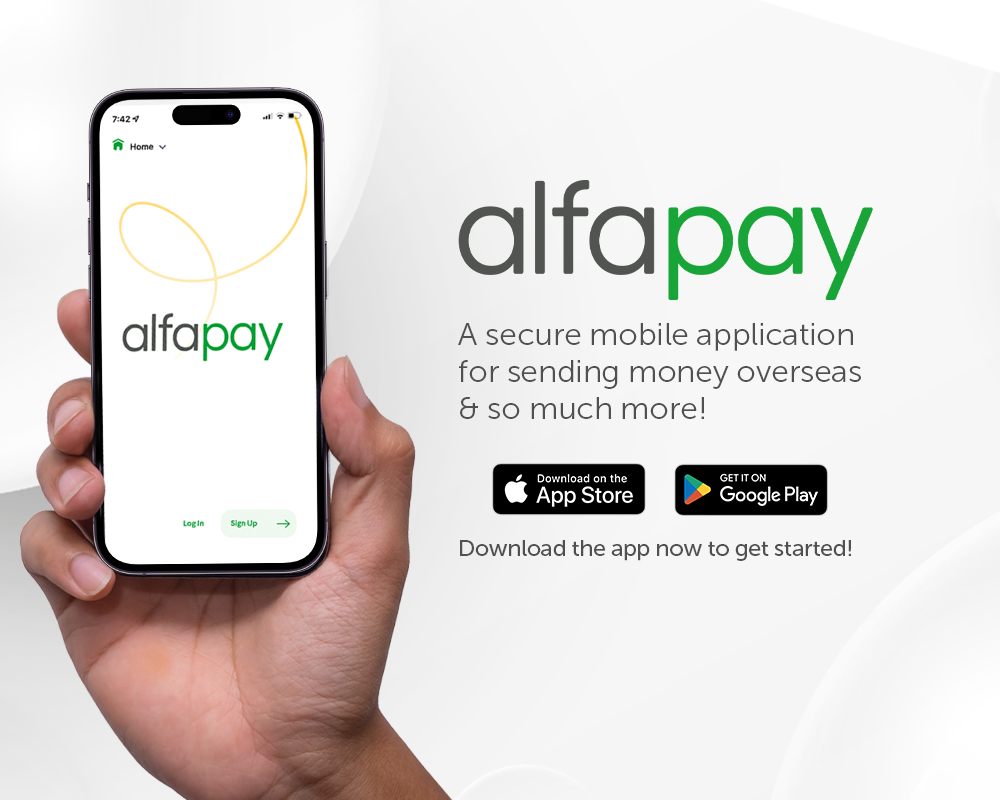 7:42
Home
alfapay
Log In
Sign Up
alfapay
A secure mobile application
for sending money overseas
& so much more!
Download on the
App Store
GET IT ON
Google Play
Download the app now to get started!